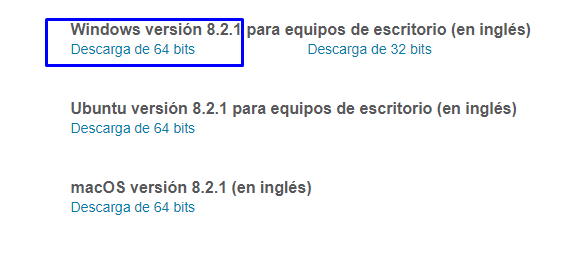 Windows versión 8.2.1 para equipos de escritorio (en inglés)
Descarga de 64 bits Descarga de 32 bits
Ubuntu versión 8.2.1 para equipos de escritorio (en inglés)
Descarga de 64 bits
macOS versión 8.2.1 (en inglés)
Descarga de 64 bits